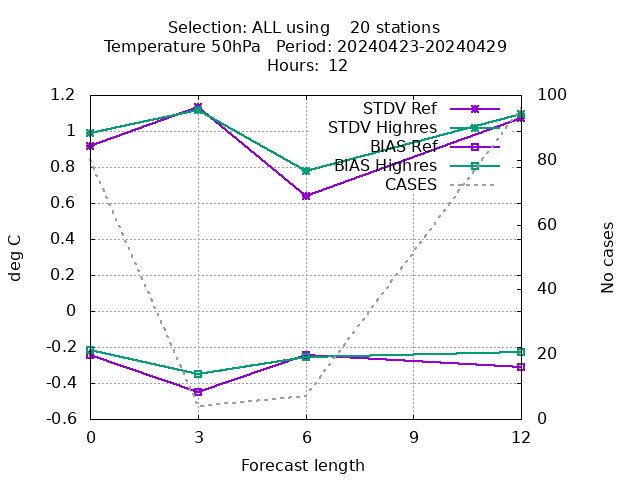 Selection: ALL using    20 stations
Temperature 50hPa   Period: 20240423-20240429
Hours: 12
1.2
1
0.8
0.6
0.4
0.2
0
-0.2
-0.4
-0.6
deg C
STDV Ref
STDV Highres
BIAS Ref
BIAS Highres
CASES
100
80
60
40
20
0
No cases
0
3
6
9
12
Forecast length